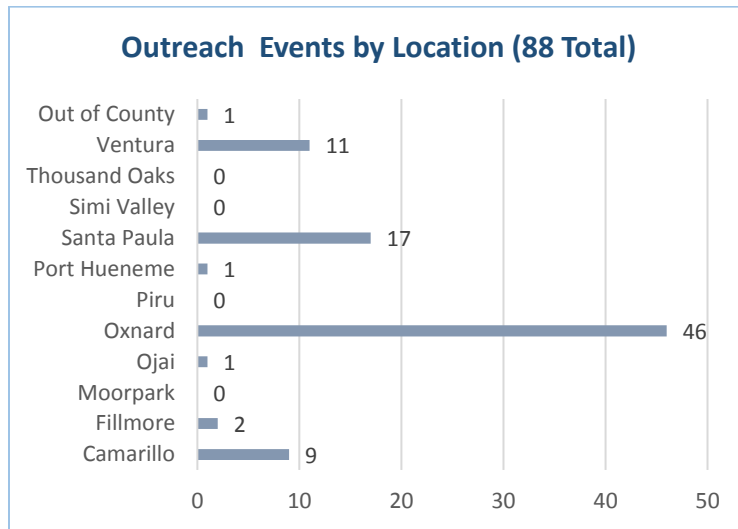 Outreach  Events by Location (88 Total)
Out of County 1
Ventura 11
Thousand Oaks 0
Simi Valley 0
Santa Paula 17
Port Hueneme 1
Piru 0
Oxnard 46
Ojai 1
Moorpark 0
Fillmore 2
Camarillo 9
0 10 20 30 40 50